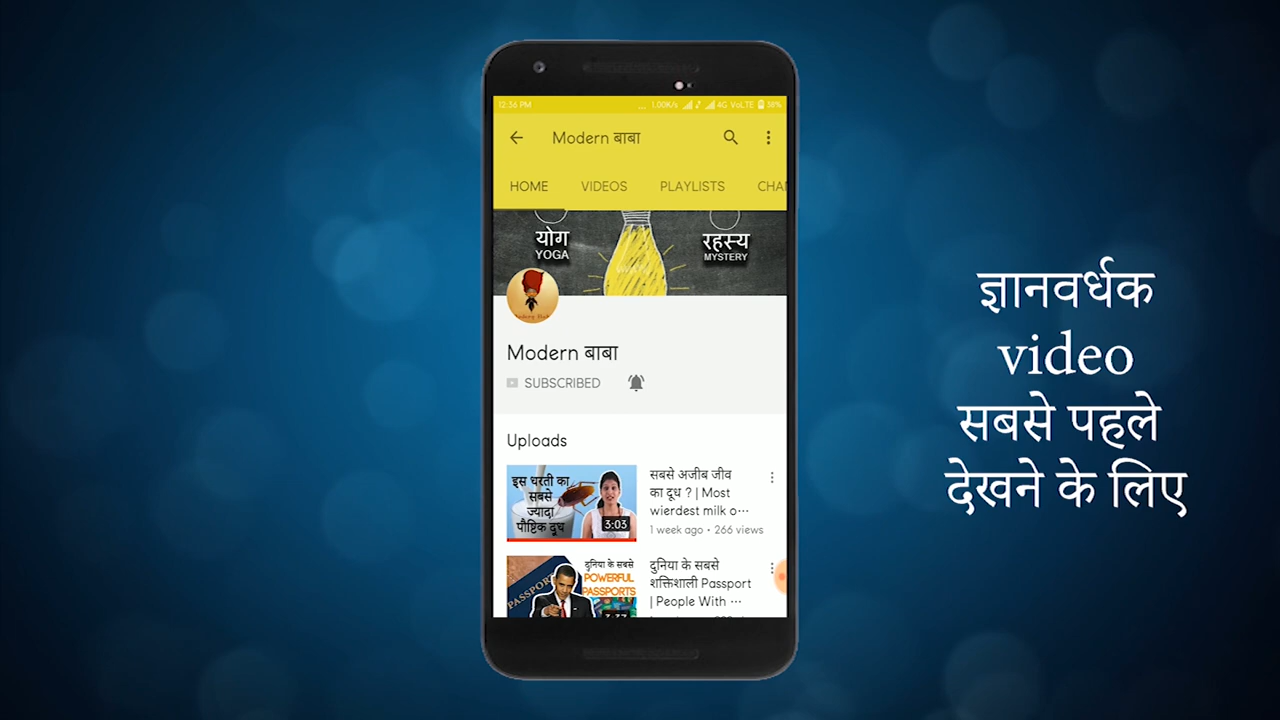 12:56 PM
... 1.00K/s 4G VoLTE 38%
Modern बाबा
HOME VIDEOS PLAYLISTS CHA
योग
YOGA
रहस्य
MYSTERY
Modern बाबा
SUBSCRIBED
Uploads
इस धरती का
सबसे
ज्यादा
पौष्टिक दूध
3:03
सबसे अजीब जीव
का दूध ? | Most
wierdest milk o...
1 week ago • 266 views
PASSPORT
दुनिया के सबसे
POWERFUL
PASSPORTS
दुनिया के सबसे
शक्तिशाली Passport
| People With ...
ज्ञानवर्धक
video
सबसे पहले
देखने के लिए